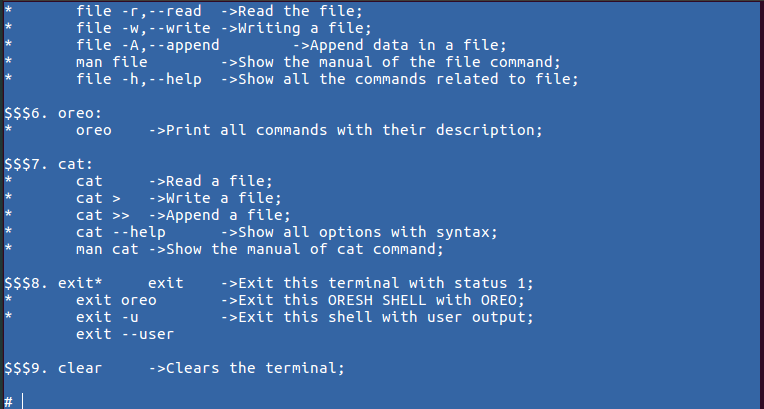 *       file -r,--read  ->Read the file;
*       file -w,--write ->Writing a file;
*       file -A,--append        ->Append data in a file;
*       man file        ->Show the manual of the file command;
*       file -h,--help  ->Show all the commands related to file;
$$$6. oreo:
*       oreo    ->Print all commands with their description;
$$$7. cat:
*       cat     ->Read a file;
*       cat >   ->Write a file;
*       cat >>  ->Append a file;
*       cat --help      ->Show all options with syntax;
*       man cat ->Show the manual of cat command;
$$$8. exit*     exit    ->Exit this terminal with status 1;
*       exit oreo       ->Exit this ORESH SHELL with OREO;
*       exit -u         ->Exit this shell with user output;
        exit --user
$$$9. clear     ->Clears the terminal;
#